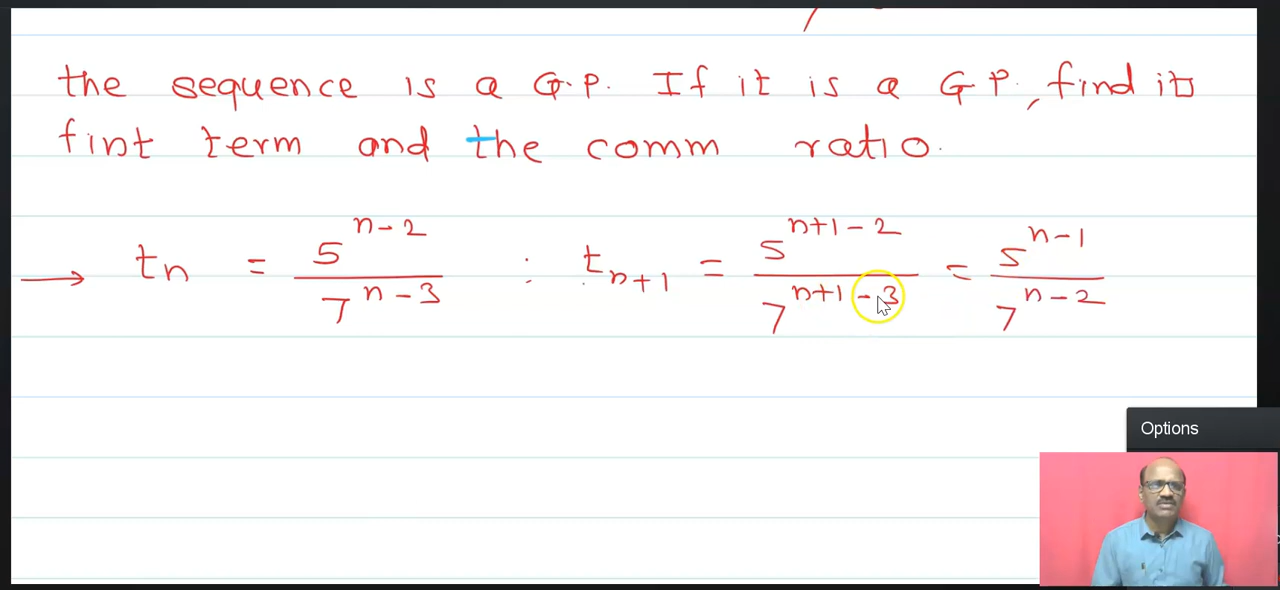 the sequence is a G.P. If it is a G.P., find its
first term and the comm ratio.
→ tₙ = 5^(n-2) / 7^(n-3) : tₙ₊₁ = 5^(n+1-2) / 7^(n+1-3) = 5^(n-1) / 7^(n-2)
Options